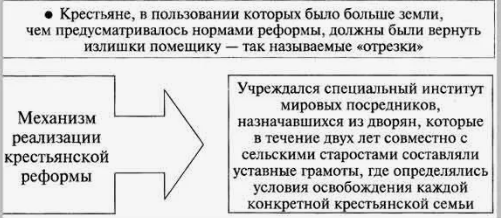 ● Крестьяне, в пользовании которых было больше земли,
чем предусматривалось нормами реформы, должны были вернуть
излишки помещику — так называемые «отрезки»
Механизм
реализации
крестьянской
реформы
Учреждался специальный институт
мировых посредников,
назначавшихся из дворян, которые
в течение двух лет совместно с
сельскими старостами составляли
уставные грамоты, где определялись
условия освобождения каждой
конкретной крестьянской семьи